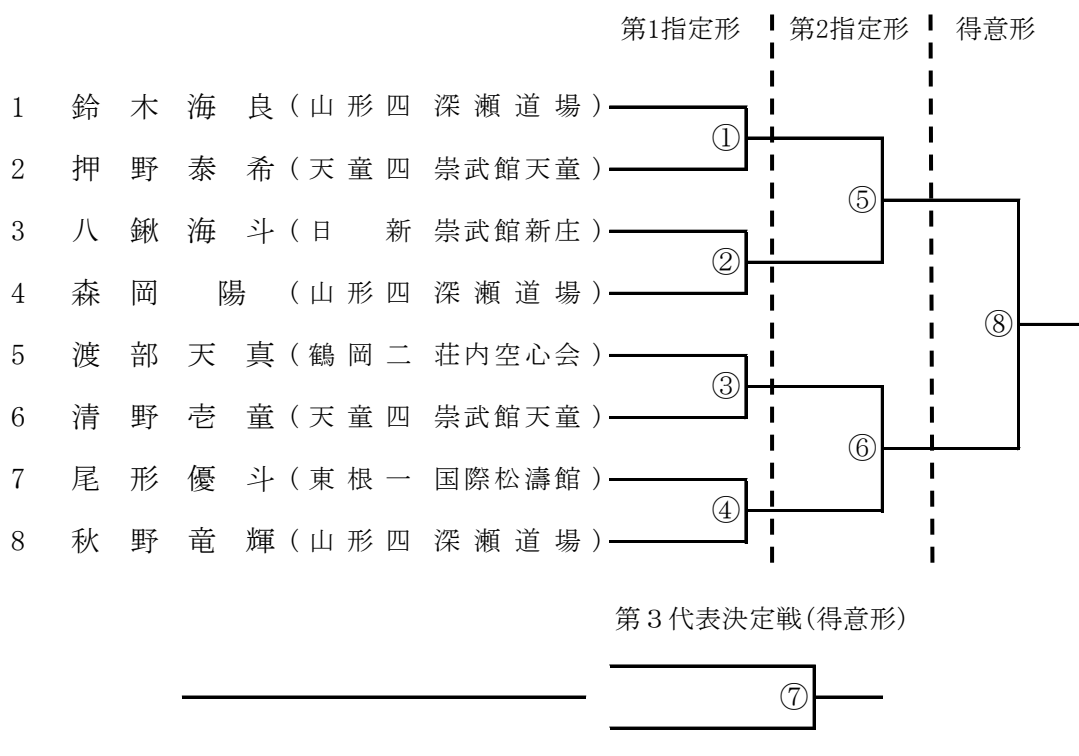 第1指定形 第2指定形 得意形
1 鈴木海良(山形四 深瀬道場)
①
2 押野泰希(天童四 崇武館天童)
⑤
3 八鍬海斗(日新 崇武館新庄)
②
4 森岡陽(山形四 深瀬道場)
⑧
5 渡部天真(鶴岡二 荘内空心会)
③
6 清野壱童(天童四 崇武館天童)
⑥
7 尾形優斗(東根一 国際松濤館)
④
8 秋野竜輝(山形四 深瀬道場)
第3代表決定戦(得意形)
⑦